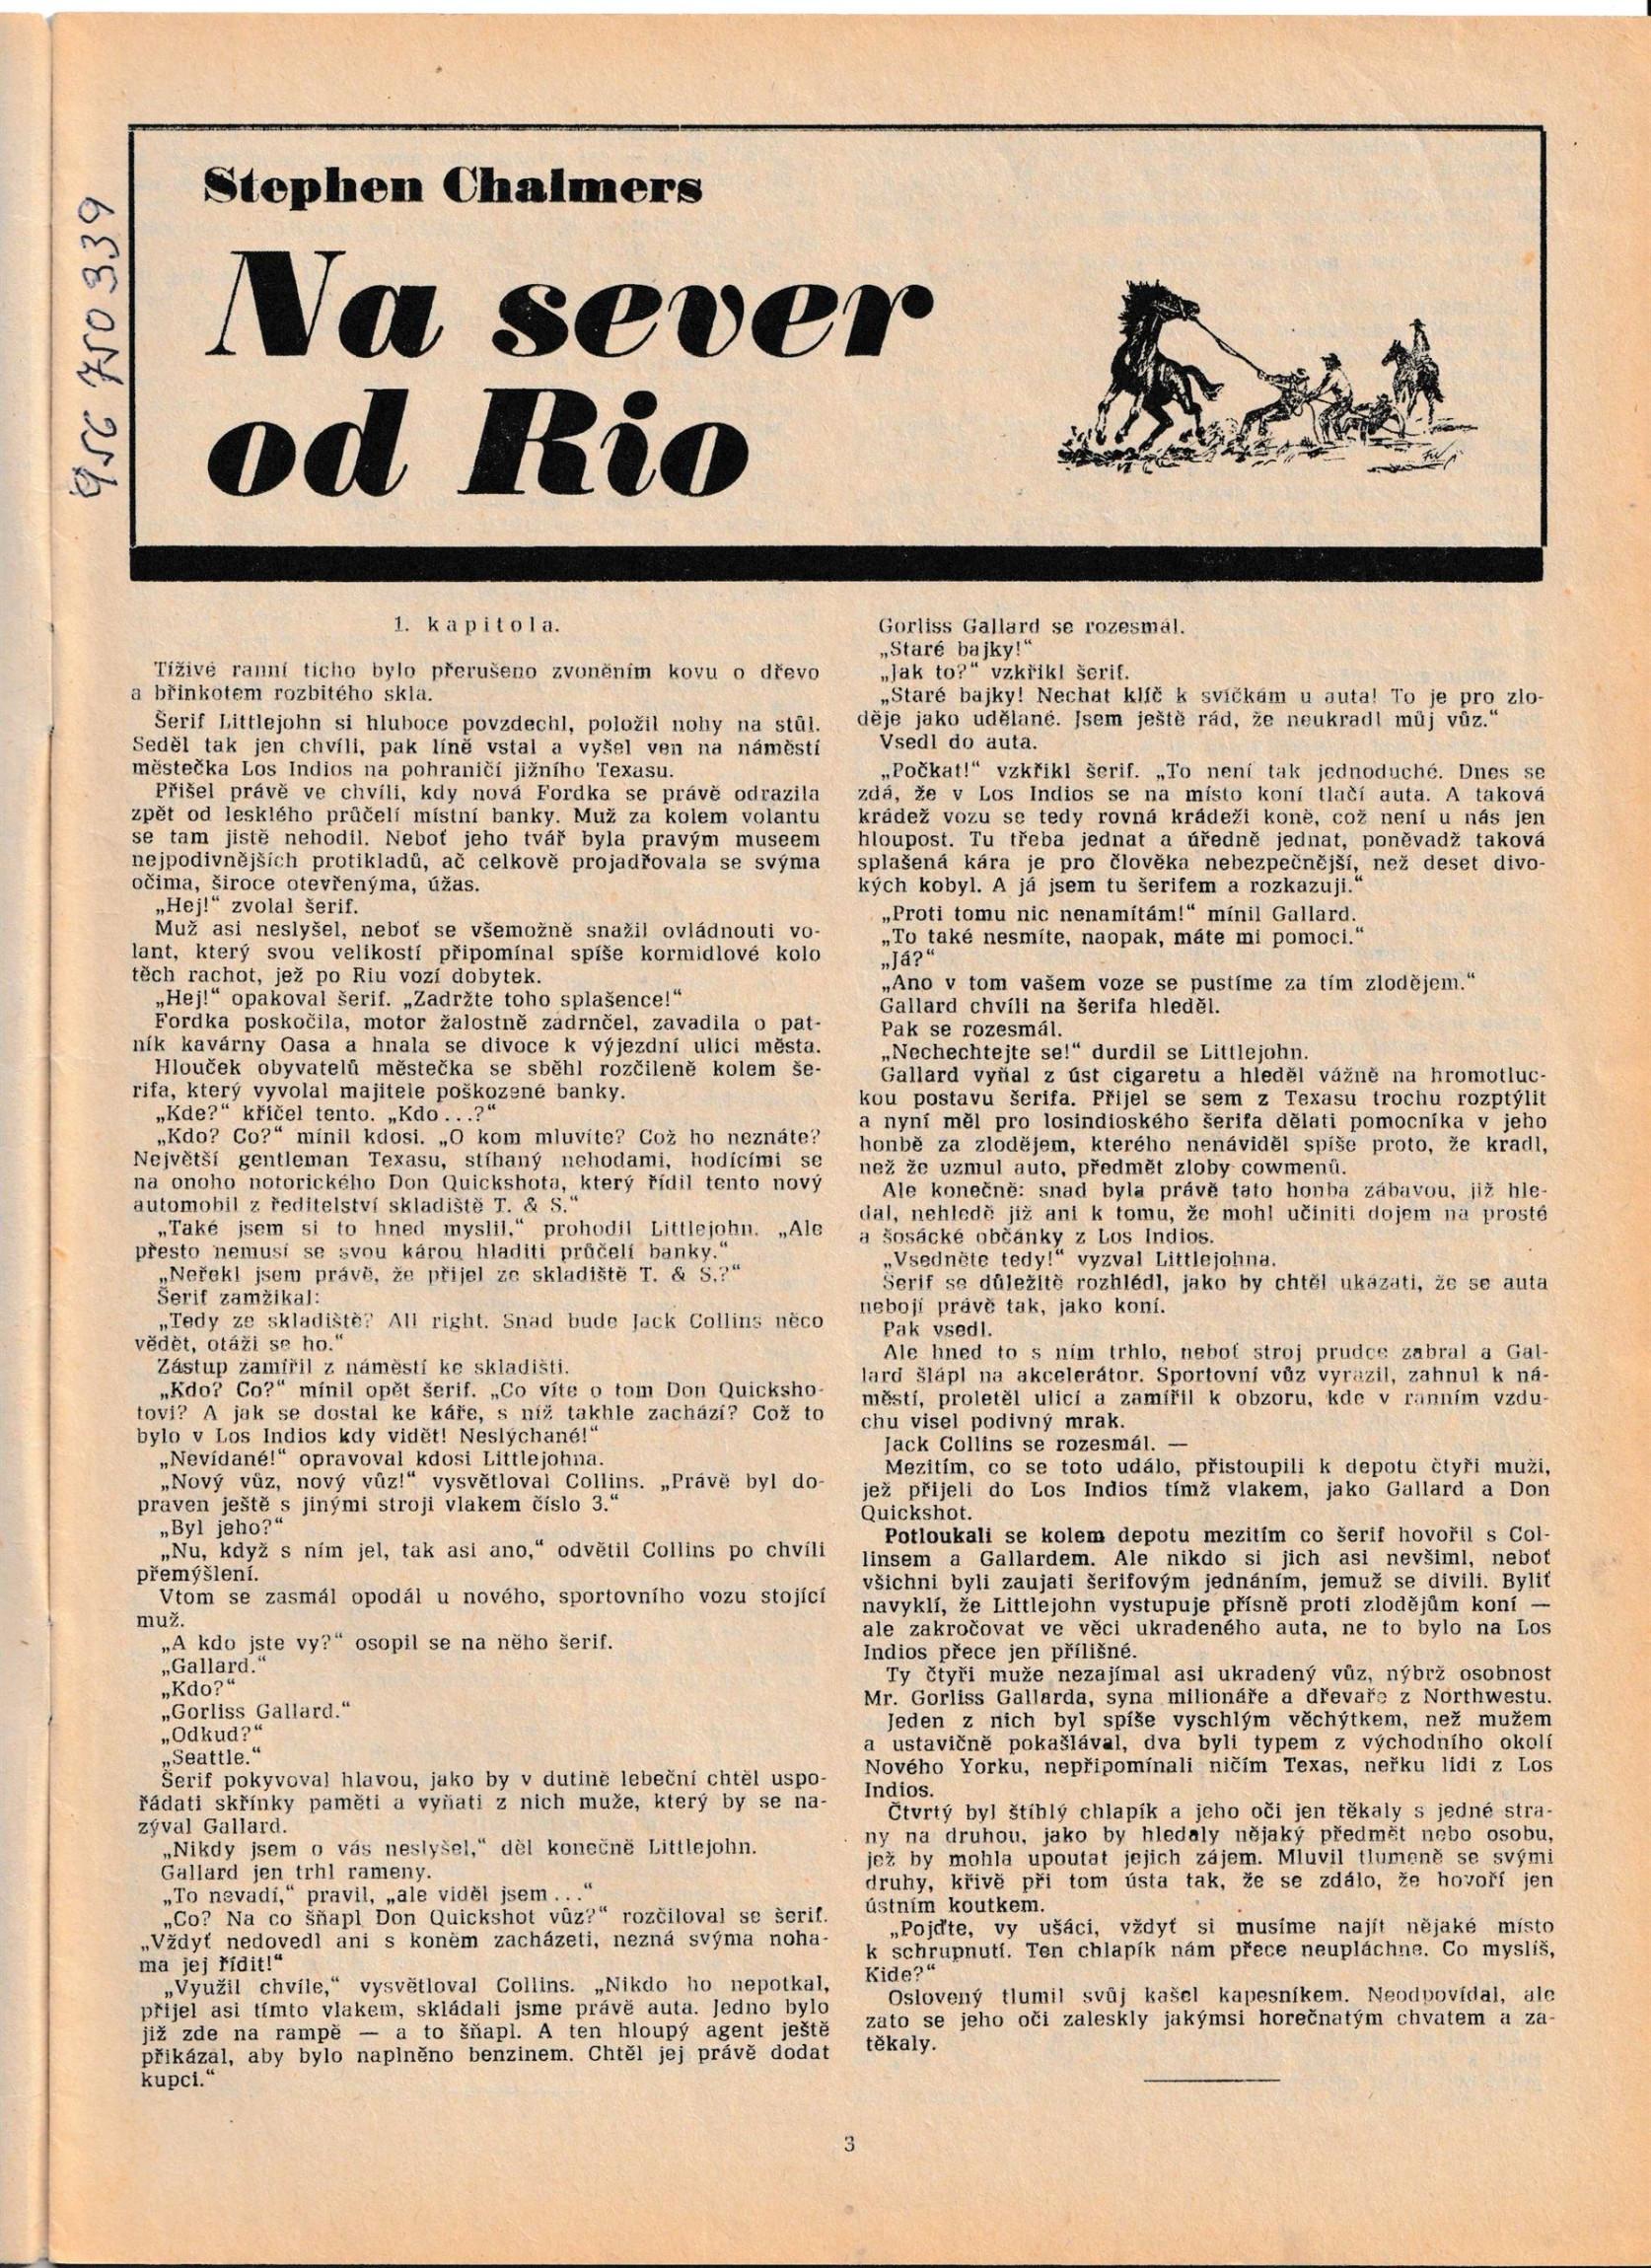 Stephen Chalmers
Na sever
od Rio
952 750 339
1. kapitola.
Tíživé ranní ticho bylo přerušeno zvoněním kovu o dřevo
a břinkotem rozbitého skla.
Šerif Littlejohn si hluboce povzdechl, položil nohy na stůl.
Seděl tak jen chvíli, pak líně vstal a vyšel ven na náměstí
městečka Los Indios na pohraničí jižního Texasu.
Přišel právě ve chvíli, kdy nová Fordka se právě odrazila
zpět od lesklého průčelí místní banky. Muž za kolem volantu
se tam jistě nehodil. Neboť jeho tvář byla pravým museem
nejpodivnějších protikladů, ač celkově projadřovala se svýma
očima, široce otevřenýma, úžas.
„Hej!“ zvolal šerif.
Muž asi neslyšel, neboť se všemožně snažil ovládnouti vo-
lant, který svou velikostí připomínal spíše kormidlové kolo
těch rachot, jež po Riu vozí dobytek.
„Hej!“ opakoval šerif. „Zadržte toho splašence!“
Fordka poskočila, motor žalostně zadrnčel, zavadila o pat-
ník kavárny Oasa a hnala se divoce k výjezdní ulici města.
Hlouček obyvatelů městečka se sběhl rozčileně kolem še-
rifa, který vyvolal majitele poškozené banky.
„Kde?“ křičel tento. „Kdo...?“
„Kdo? Co?“ mínil kdosi. „O kom mluvíte? Což ho neznáte?
Největší gentleman Texasu, stíhaný nehodami, hodícími se
na onoho notorického Don Quickshota, který řídil tento nový
automobil z ředitelství skladiště T. & S.“
„Také jsem si to hned myslil,“ prohodil Littlejohn. „Ale
přesto nemusí se svou károu hladiti průčelí banky.“
„Neřekl jsem právě, že přijel ze skladiště T. & S.?“
Šerif zamžikal:
„Tedy ze skladiště? All right. Snad bude Jack Collins něco
vědět, otáži se ho.“
Zástup zamířil z náměstí ke skladišti.
„Kdo? Co?“ mínil opět šerif. „Co víte o tom Don Quicksho-
tovi? A jak se dostal ke káře, s níž takhle zachází? Což to
bylo v Los Indios kdy vidět! Neslýchané!“
„Nevídané!“ opravoval kdosi Littlejohna.
„Nový vůz, nový vůz!“ vysvětloval Collins. „Právě byl do-
praven ještě s jinými stroji vlakem číslo 3.“
„Byl jeho?“
„Nu, když s ním jel, tak asi ano,“ odvětil Collins po chvíli
přemýšlení.
Vtom se zasmál opodál u nového, sportovního vozu stojící
muž.
„A kdo jste vy?“ osopil se na něho šerif.
„Gallard.“
„Kdo?“
„Gorliss Gallard.“
„Odkud?“
„Seattle.“
Šerif pokyvoval hlavou, jako by v dutině lebeční chtěl uspo-
řádati skřínky paměti a vyňati z nich muže, který by se na-
zýval Gallard.
„Nikdy jsem o vás neslyšel,“ děl konečně Littlejohn.
Gallard jen trhl rameny.
„To nevadí,“ pravil, „ale viděl jsem...“
„Co? Na co šňapl Don Quickshot vůz?“ rozčiloval se šerif.
„Vždyť nedovedl ani s koněm zacházeti, nezná svýma noha-
ma jej řídit!“
„Využil chvíle,“ vysvětloval Collins. „Nikdo ho nepotkal,
přijel asi tímto vlakem, skládali jsme právě auta. Jedno bylo
již zde na rampě — a to šňapl. A ten hloupý agent ještě
přikázal, aby bylo naplněno benzinem. Chtěl jej právě dodat
kupci.“
Gorliss Gallard se rozesmál.
„Staré bajky!“
„Jak to?“ vzkřikl šerif.
„Staré bajky! Nechat klíč k svíčkám u auta! To je pro zlo-
děje jako udělané. Jsem ještě rád, že neukradl můj vůz.“
Vsedl do auta.
„Počkat!“ vzkřikl šerif. „To není tak jednoduché. Dnes se
zdá, že v Los Indios se na místo koní tlačí auta. A taková
krádež vozu se tedy rovná krádeži koně, což není u nás jen
hloupost. Tu třeba jednat a úředně jednat, poněvadž taková
splašená kára je pro člověka nebezpečnější, než deset divo-
kých kobyl. A já jsem tu šerifem a rozkazuji.“
„Proti tomu nic nenamítám!“ mínil Gallard.
„To také nesmíte, naopak, máte mi pomoci.“
„Já?“
„Ano v tom vašem voze se pustíme za tím zlodějem.“
Gallard chvíli na šerifa hleděl.
Pak se rozesmál.
„Nechechtejte se!“ durdil se Littlejohn.
Gallard vyňal z úst cigaretu a hleděl vážně na hromotluc-
kou postavu šerifa. Přijel se sem z Texasu trochu rozptýlit
a nyní měl pro losindioského šerifa dělati pomocníka v jeho
honbě za zlodějem, kterého nenáviděl spíše proto, že kradl,
než že uzmul auto, předmět zloby cowmenů.
Ale konečně: snad byla právě tato honba zábavou, již hle-
dal, nehledě již ani k tomu, že mohl učiniti dojem na prosté
a šosácké občánky z Los Indios.
„Vsedněte tedy!“ vyzval Littlejohna.
Šerif se důležitě rozhlédl, jako by chtěl ukázati, že se auta
nebojí právě tak, jako koní.
Pak vsedl.
Ale hned to s ním trhlo, neboť stroj prudce zabral a Gal-
lard šlápl na akcelerátor. Sportovní vůz vyrazil, zahnul k ná-
městí, proletěl ulicí a zamířil k obzoru, kde v ranním vzdu-
chu visel podivný mrak.
Jack Collins se rozesmál. —
Mezitím, co se toto událo, přistoupili k depotu čtyři muži,
jež přijeli do Los Indios tímž vlakem, jako Gallard a Don
Quickshot.
Potloukali se kolem depotu mezitím co šerif hovořil s Col-
linsem a Gallardem. Ale nikdo si jich asi nevšiml, neboť
všichni byli zaujati šerifovým jednáním, jemuž se divili. Byliť
navyklí, že Littlejohn vystupuje přísně proti zlodějům koní —
ale zakročovat ve věci ukradeného auta, ne to bylo na Los
Indios přece jen přílišné.
Ty čtyři muže nezajímal asi ukradený vůz, nýbrž osobnost
Mr. Gorliss Gallarda, syna milionáře a dřevaře z Northwestu.
Jeden z nich byl spíše vyschlým věchýtkem, než mužem
a ustavičně pokašlával, dva byli typem z východního okolí
Nového Yorku, nepřipomínali ničím Texas, neřku lidi z Los
Indios.
Čtvrtý byl štíhlý chlapík a jeho oči jen těkaly s jedné stra-
ny na druhou, jako by hledaly nějaký předmět nebo osobu,
jež by mohla upoutat jejich zájem. Mluvil tlumeně se svými
druhy, křivě při tom ústa tak, že se zdálo, že hovoří jen
ústním koutkem.
„Pojďte, vy ušáci, vždyť si musíme najít nějaké místo
k schrupnutí. Ten chlapík nám přece neupláchne. Co myslíš,
Kide?“
Oslovený tlumil svůj kašel kapesníkem. Neodpovídal, ale
zato se jeho oči zaleskly jakýmsi horečnatým chvatem a za-
těkaly.
3